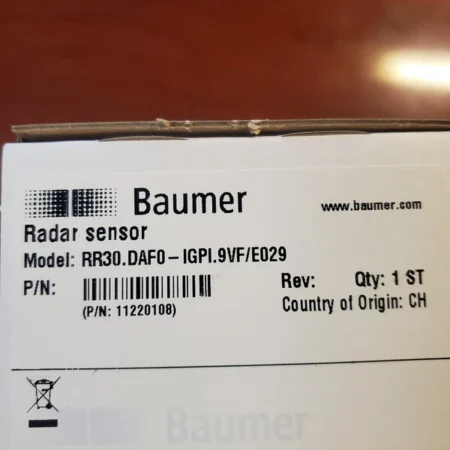 Baumer
www.baumer.com
Radar sensor
Model: RR30.DAF0-IGPI.9VF/E029
P/N:
Rev: Qty: 1 ST
(P/N: 11220108)
Country of Origin: CH
Baumer